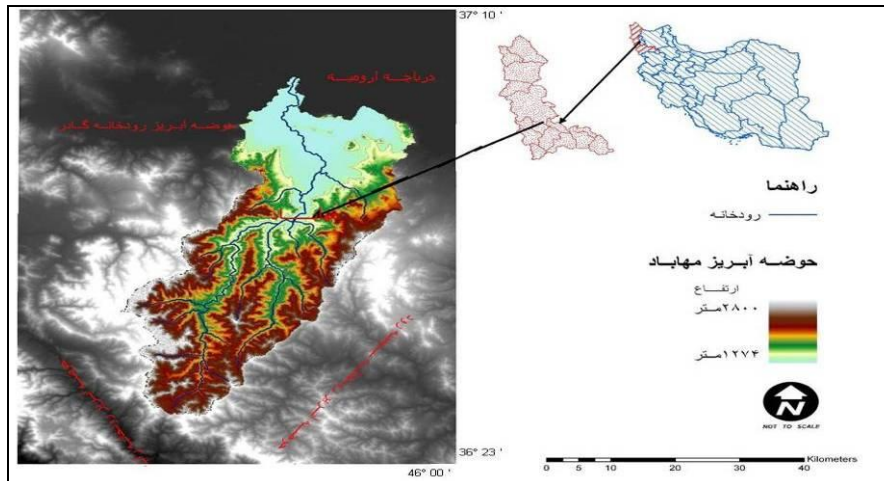 37° 10 '
دریاچه ارومیه
حوضه آبریز رودخانه گادر
راهنما
رودخانه
حوضه آبریز مهاباد
ارتفاع
۲۸۰۰متر
۱۲۷۴متر
N
NOT TO SCALE
36° 23 '
46° 00 '
Kilometers
0 5 10 20 30 40